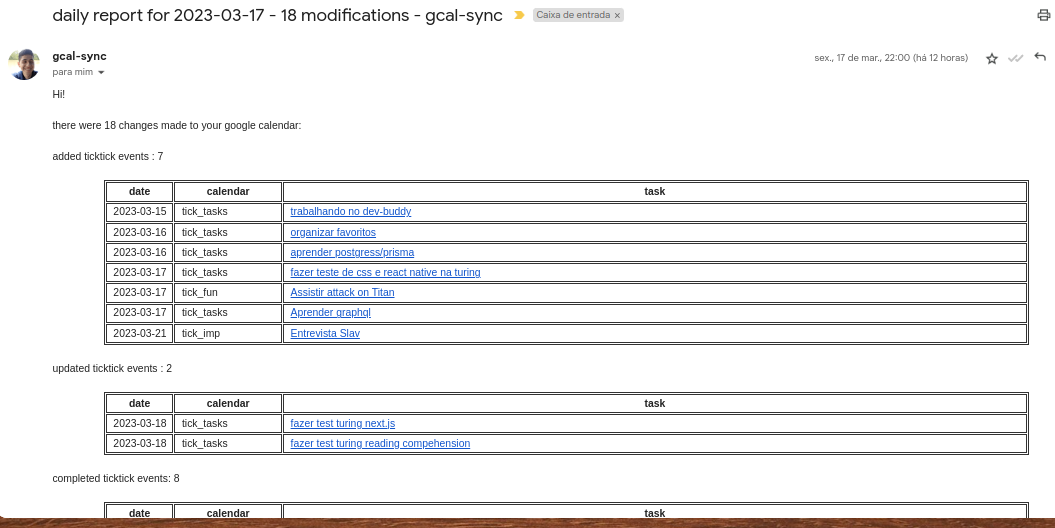 daily report for 2023-03-17 - 18 modifications - gcal-sync Caixa de entrada ×
gcal-sync sex., 17 de mar., 22:00 (há 12 horas)
para mim
Hi!
there were 18 changes made to your google calendar:
added ticktick events : 7
date calendar task
2023-03-15 tick_tasks trabalhando no dev-buddy
2023-03-16 tick_tasks organizar favoritos
2023-03-16 tick_tasks aprender postgress/prisma
2023-03-17 tick_tasks fazer teste de css e react native na turing
2023-03-17 tick_fun Assistir attack on Titan
2023-03-17 tick_tasks Aprender graphql
2023-03-21 tick_imp Entrevista Slav
updated ticktick events : 2
date calendar task
2023-03-18 tick_tasks fazer test turing next.js
2023-03-18 tick_tasks fazer test turing reading compehension
completed ticktick events: 8
date calendar task